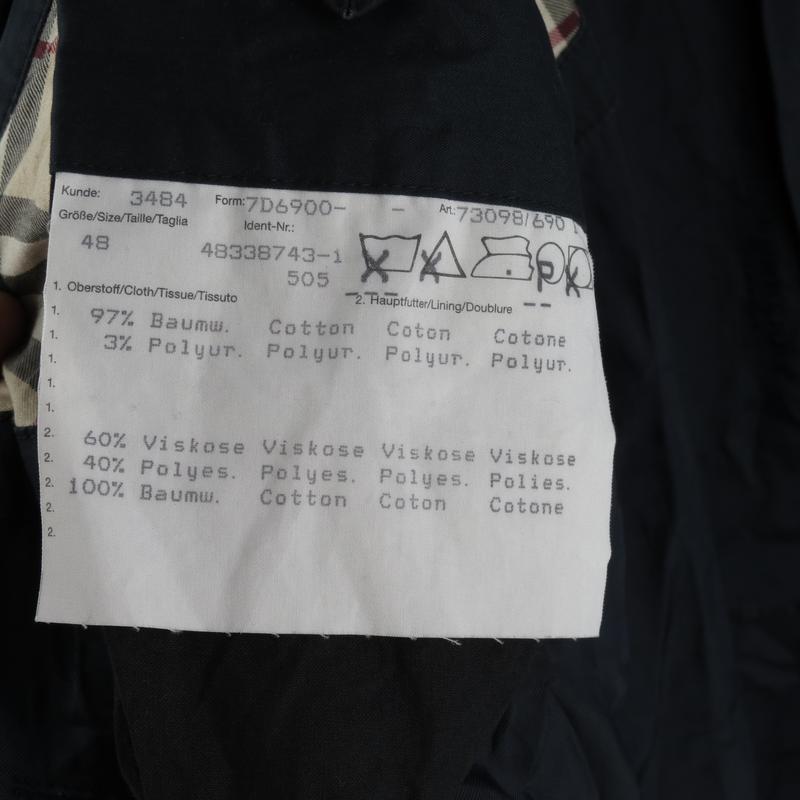 Kunde: 3484 Form: 7D6900- - Art.: 73098/690
Größe/Size/Taille/Taglia Ident-Nr.:
48 48338743-1
505
P
1. Oberstoff/Cloth/Tissue/Tissuto 2. Hauptfutter/Lining/Doublure
1. 97% Baumw. Cotton Coton Cotone
1. 3% Polyur. Polyur. Polyur. Polyur.
1.
1.
1.
2. 60% Viskose Viskose Viskose Viskose
2. 40% Polyes. Polyes. Polyes. Polies.
2. 100% Baumw. Cotton Coton Cotone
2.
2.